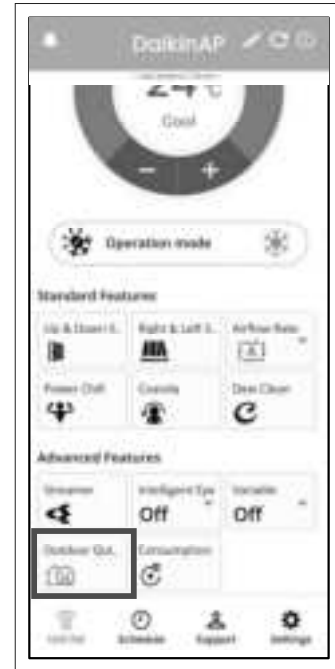 DaikinAP
24 °C
Cool
− +
Operation mode
Standard Features
Up & Down S. Right & Left S. Airflow Rate
Power Chill Coanda Dew Clean
Advanced Features
Streamer Intelligent Eye Variable
Off Off
Outdoor Qui. Consumption
Schedule Support Settings